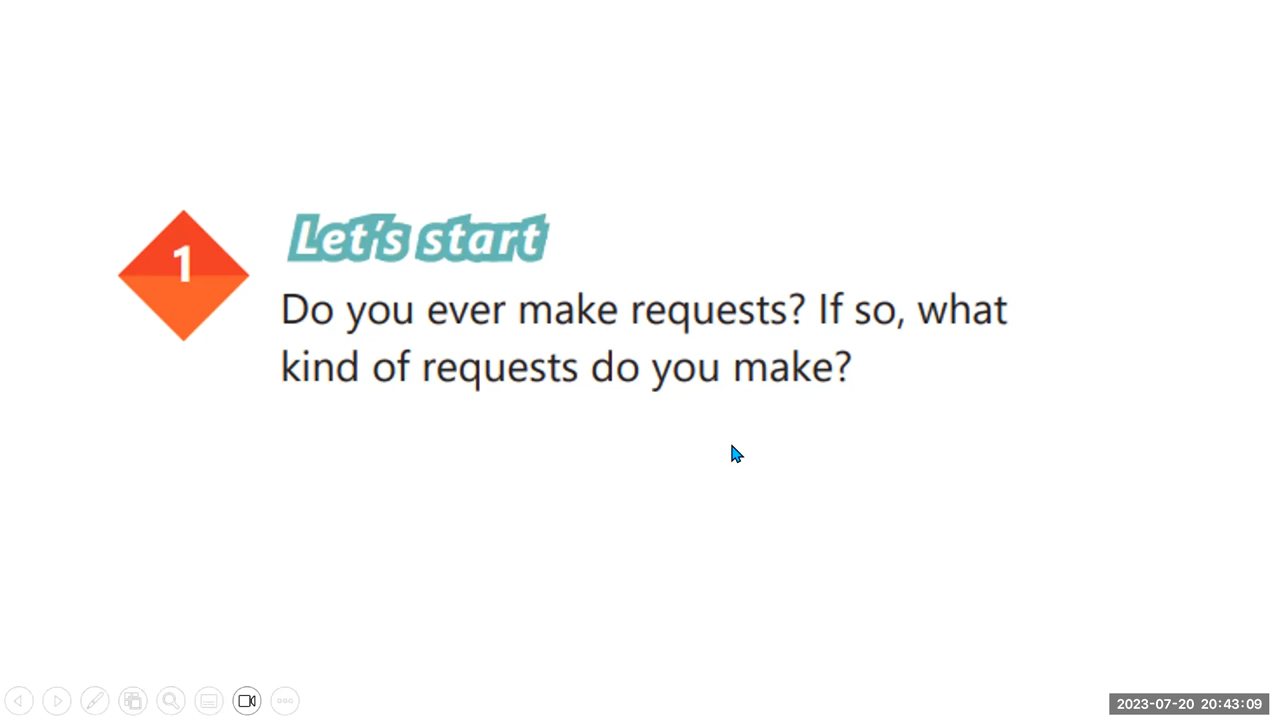 1
Let's start
Do you ever make requests? If so, what
kind of requests do you make?
2023-07-20 20:43:09